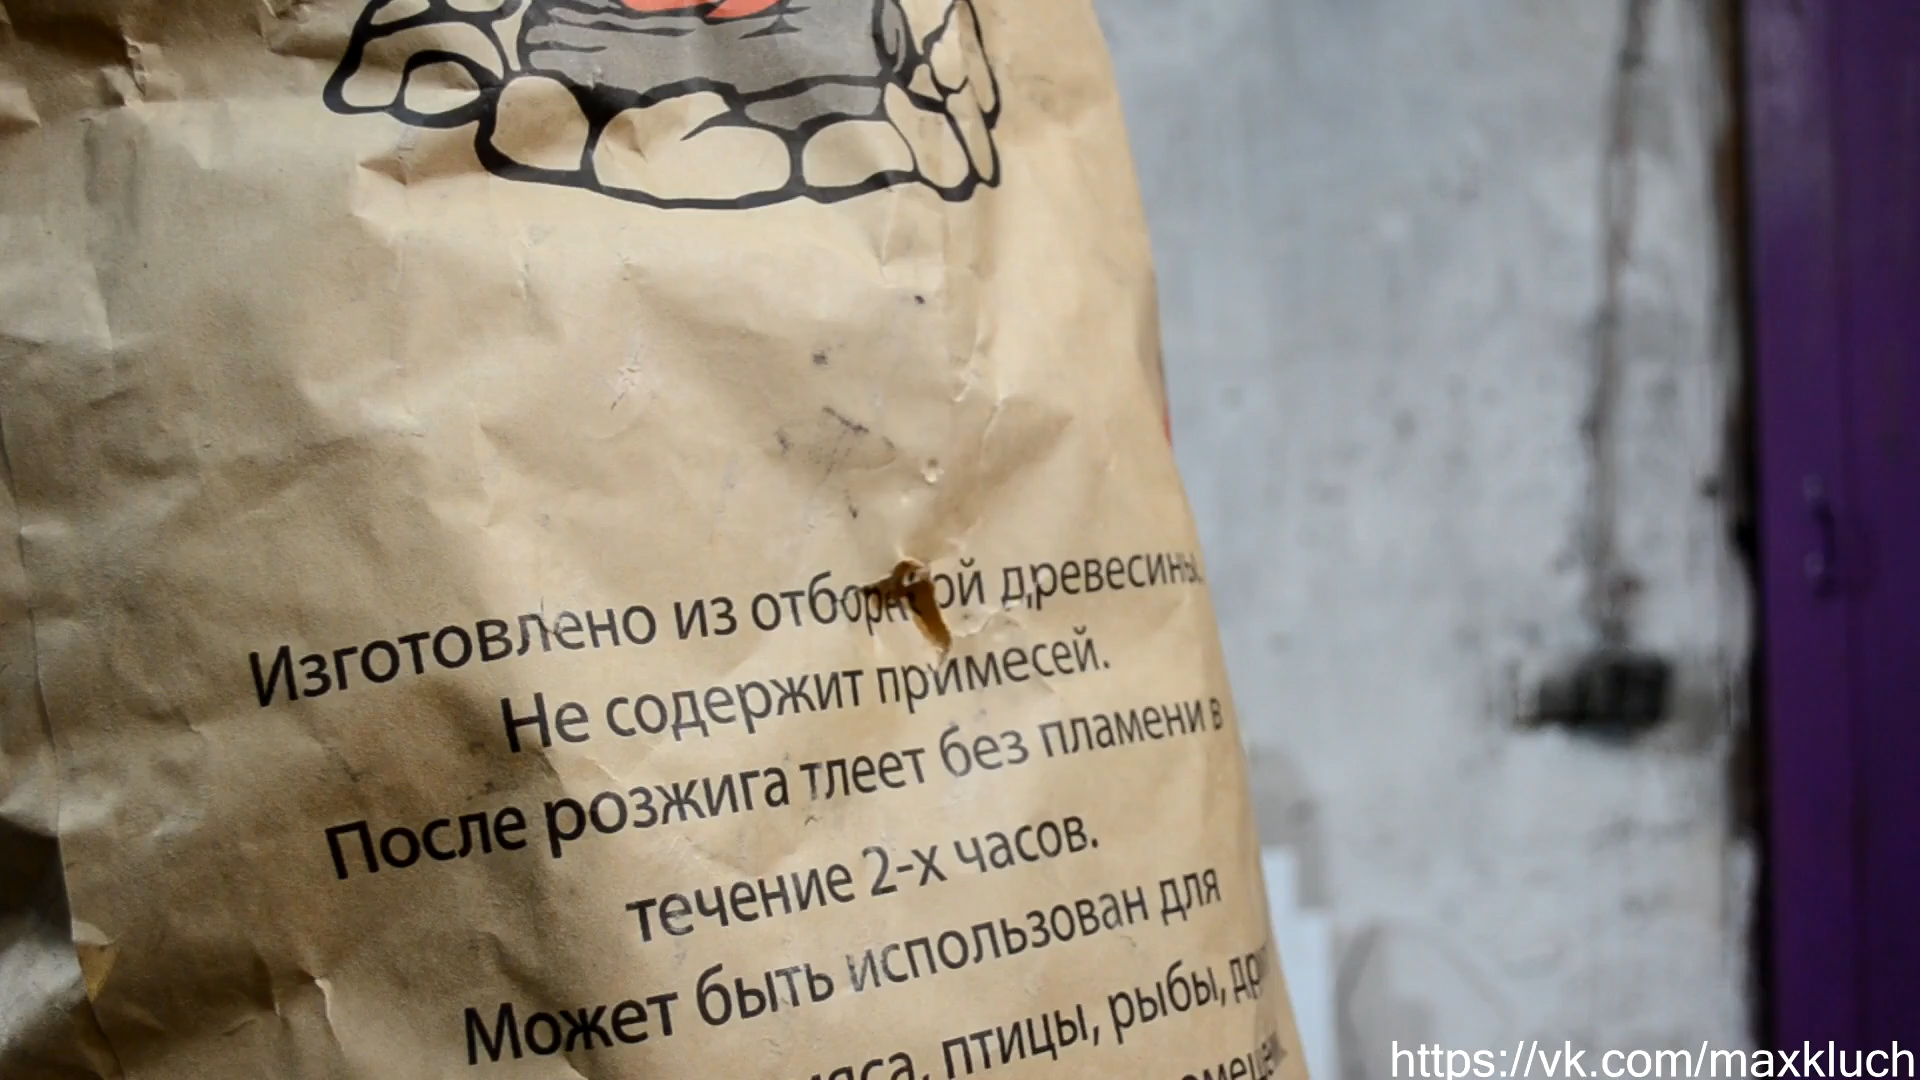 Изготовлено из отборной древесины.
Не содержит примесей.
После розжига тлеет без пламени в
течение 2-х часов.
Может быть использован для
птицы, рыбы,
https://vk.com/maxkluch